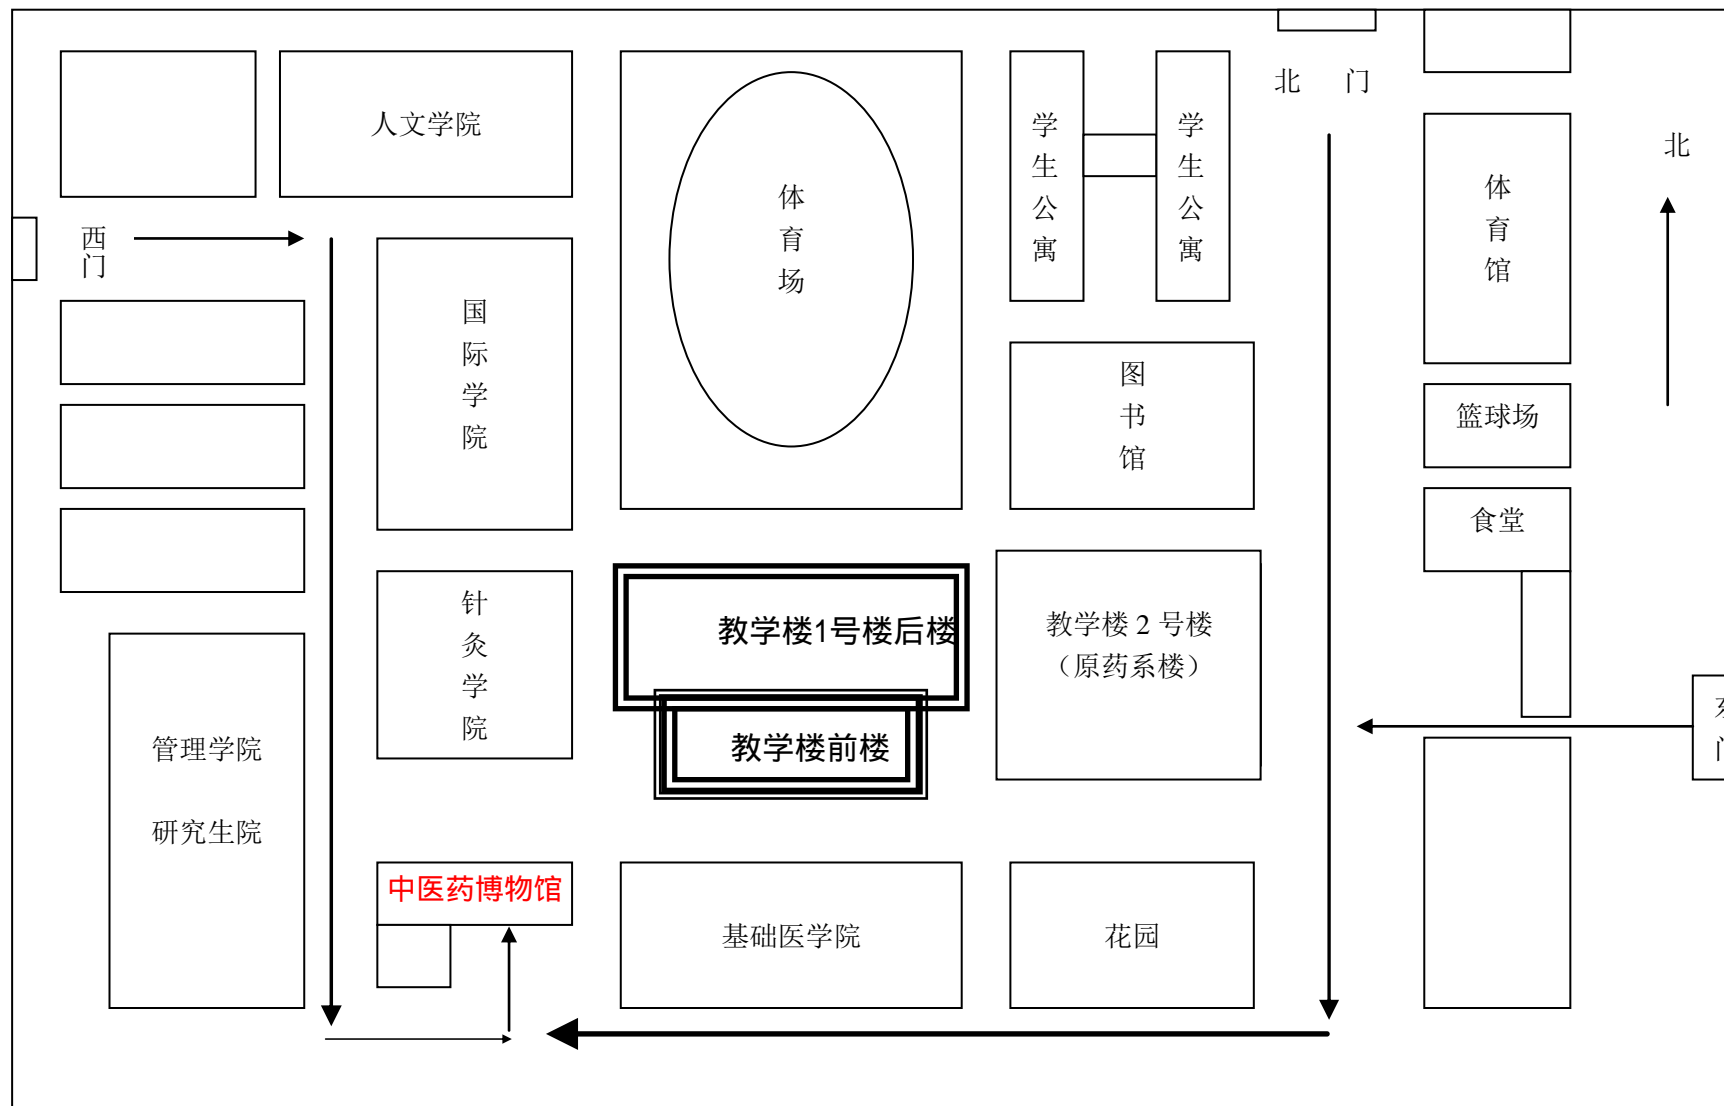 北 门
人文学院
学生公寓
学生公寓
北
体育场
体育馆
西门
国际学院
图书馆
篮球场
食堂
针灸学院
教学楼1号楼后楼
教学楼 2 号楼
（原药系楼）
管理学院
研究生院
教学楼前楼
中医药博物馆
基础医学院
花园